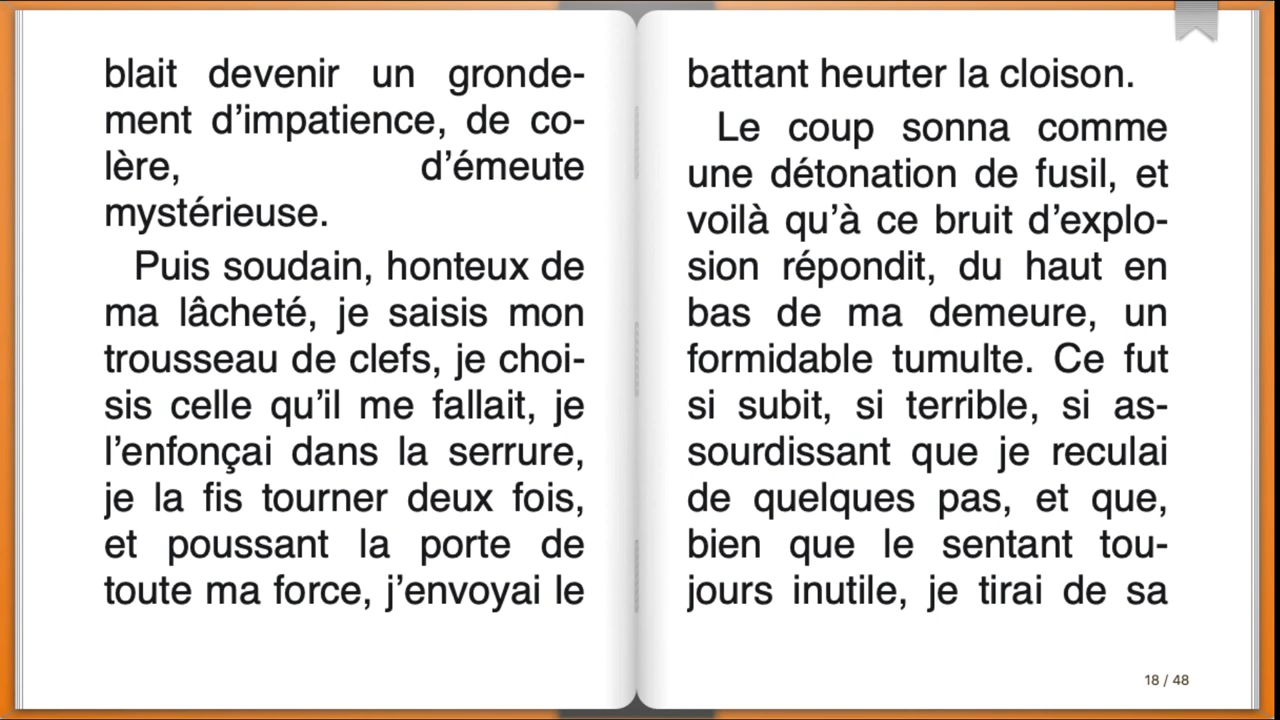 blait devenir un gronde-
ment d’impatience, de co-
lère, d’émeute
mystérieuse.
Puis soudain, honteux de
ma lâcheté, je saisis mon
trousseau de clefs, je choi-
sis celle qu’il me fallait, je
l’enfonçai dans la serrure,
je la fis tourner deux fois,
et poussant la porte de
toute ma force, j’envoyai le
battant heurter la cloison.
Le coup sonna comme
une détonation de fusil, et
voilà qu’à ce bruit d’explo-
sion répondit, du haut en
bas de ma demeure, un
formidable tumulte. Ce fut
si subit, si terrible, si as-
sourdissant que je reculai
de quelques pas, et que,
bien que le sentant tou-
jours inutile, je tirai de sa
18 / 48